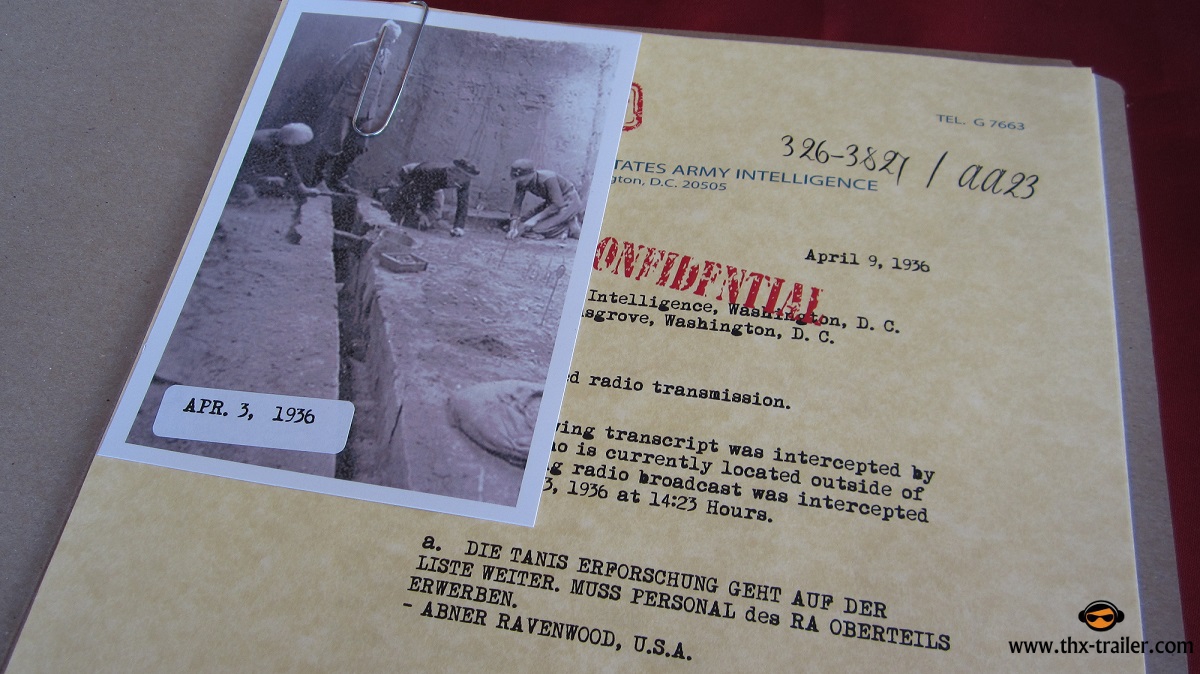 TEL. G 7663
326-3827 / AA23
TATES ARMY INTELLIGENCE
gton, D.C. 20505
April 9, 1936
ONFIDENTIAL
Intelligence, Washington, D. C.
sgrove, Washington, D. C.
ed radio transmission.
ing transcript was intercepted by
o is currently located outside of
g radio broadcast was intercepted
3, 1936 at 14:23 Hours.
APR. 3, 1936
a. DIE TANIS ERFORSCHUNG GEHT AUF DER
LISTE WEITER. MUSS PERSONAL des RA OBERTEILS
ERWERBEN.
- ABNER RAVENWOOD, U.S.A.
www.thx-trailer.com